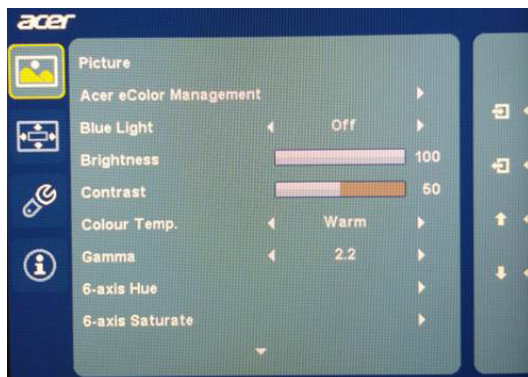 acer
Picture
Acer eColor Management
Blue Light Off
Brightness 100
Contrast 50
Colour Temp. Warm
Gamma 2.2
6-axis Hue
6-axis Saturate